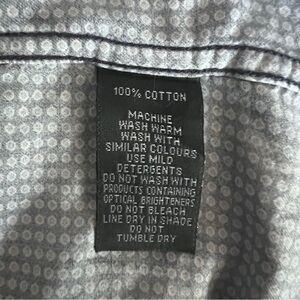 100% COTTON
MACHINE
WASH WARM
WASH WITH
SIMILAR COLOURS
USE MILD
DETERGENTS
DO NOT WASH WITH
PRODUCTS CONTAINING
OPTICAL BRIGHTENERS
DO NOT BLEACH
LINE DRY IN SHADE
DO NOT
TUMBLE DRY